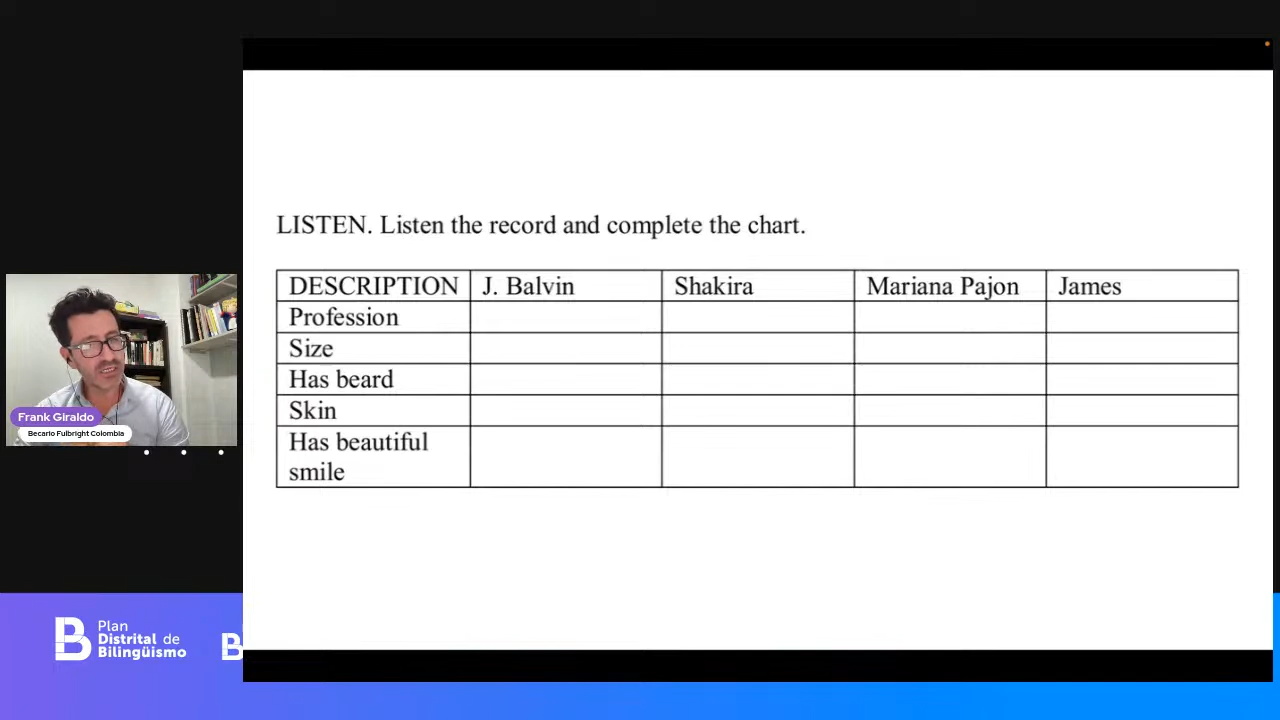 LISTEN. Listen the record and complete the chart.
DESCRIPTION J. Balvin Shakira Mariana Pajon James
Profession
Size
Has beard
Skin
Has beautiful
smile
Frank Giraldo
Becario Fulbright Colombia
B Plan
Distrital de
Bilingüismo
B